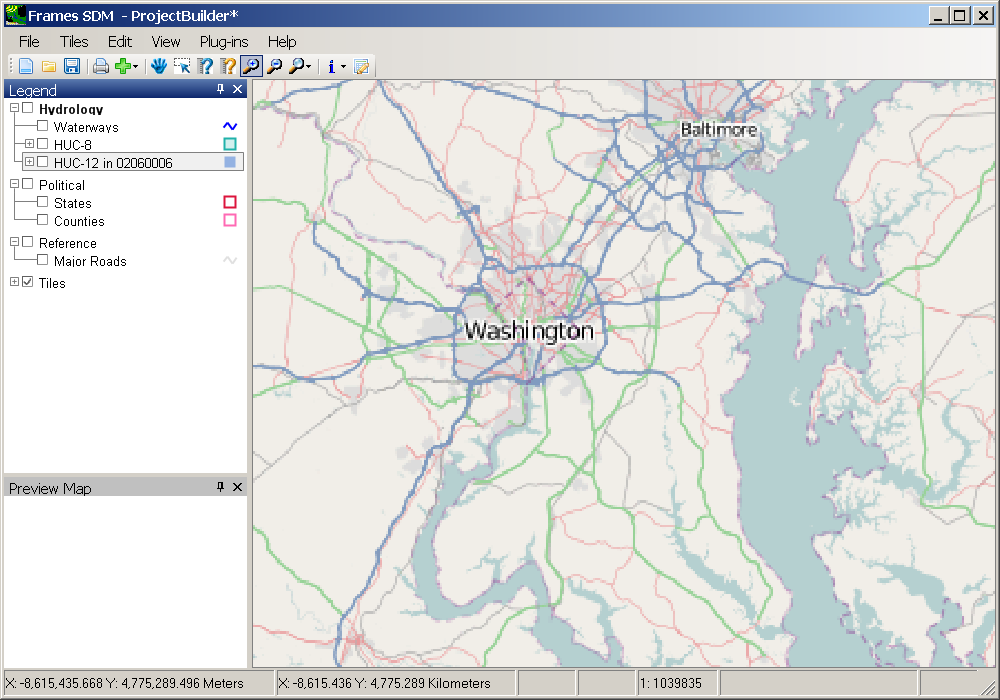 Frames SDM - ProjectBuilder*
File Tiles Edit View Plug-ins Help
Legend
Hydrology
Waterways
HUC-8
HUC-12 in 02060006
Political
States
Counties
Reference
Major Roads
Tiles
Preview Map
Baltimore
Washington
X: -8,615,435.668 Y: 4,775,289.496 Meters
X: -8,615.436 Y: 4,775.289 Kilometers
1: 1039835